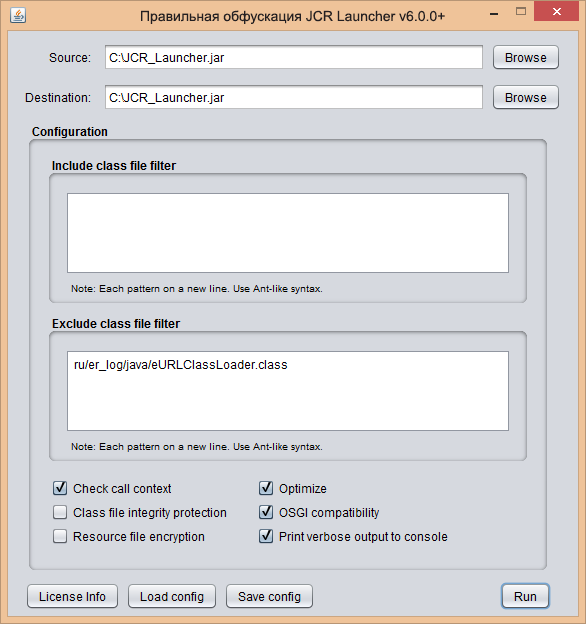 Правильная обфускация JCR Launcher v6.0.0+
Source: C:\JCR_Launcher.jar Browse
Destination: C:\JCR_Launcher.jar Browse
Configuration
Include class file filter
Note: Each pattern on a new line. Use Ant-like syntax.
Exclude class file filter
ru/er_log/java/eURLClassLoader.class
Note: Each pattern on a new line. Use Ant-like syntax.
Check call context Optimize
Class file integrity protection OSGI compatibility
Resource file encryption Print verbose output to console
License Info Load config Save config Run